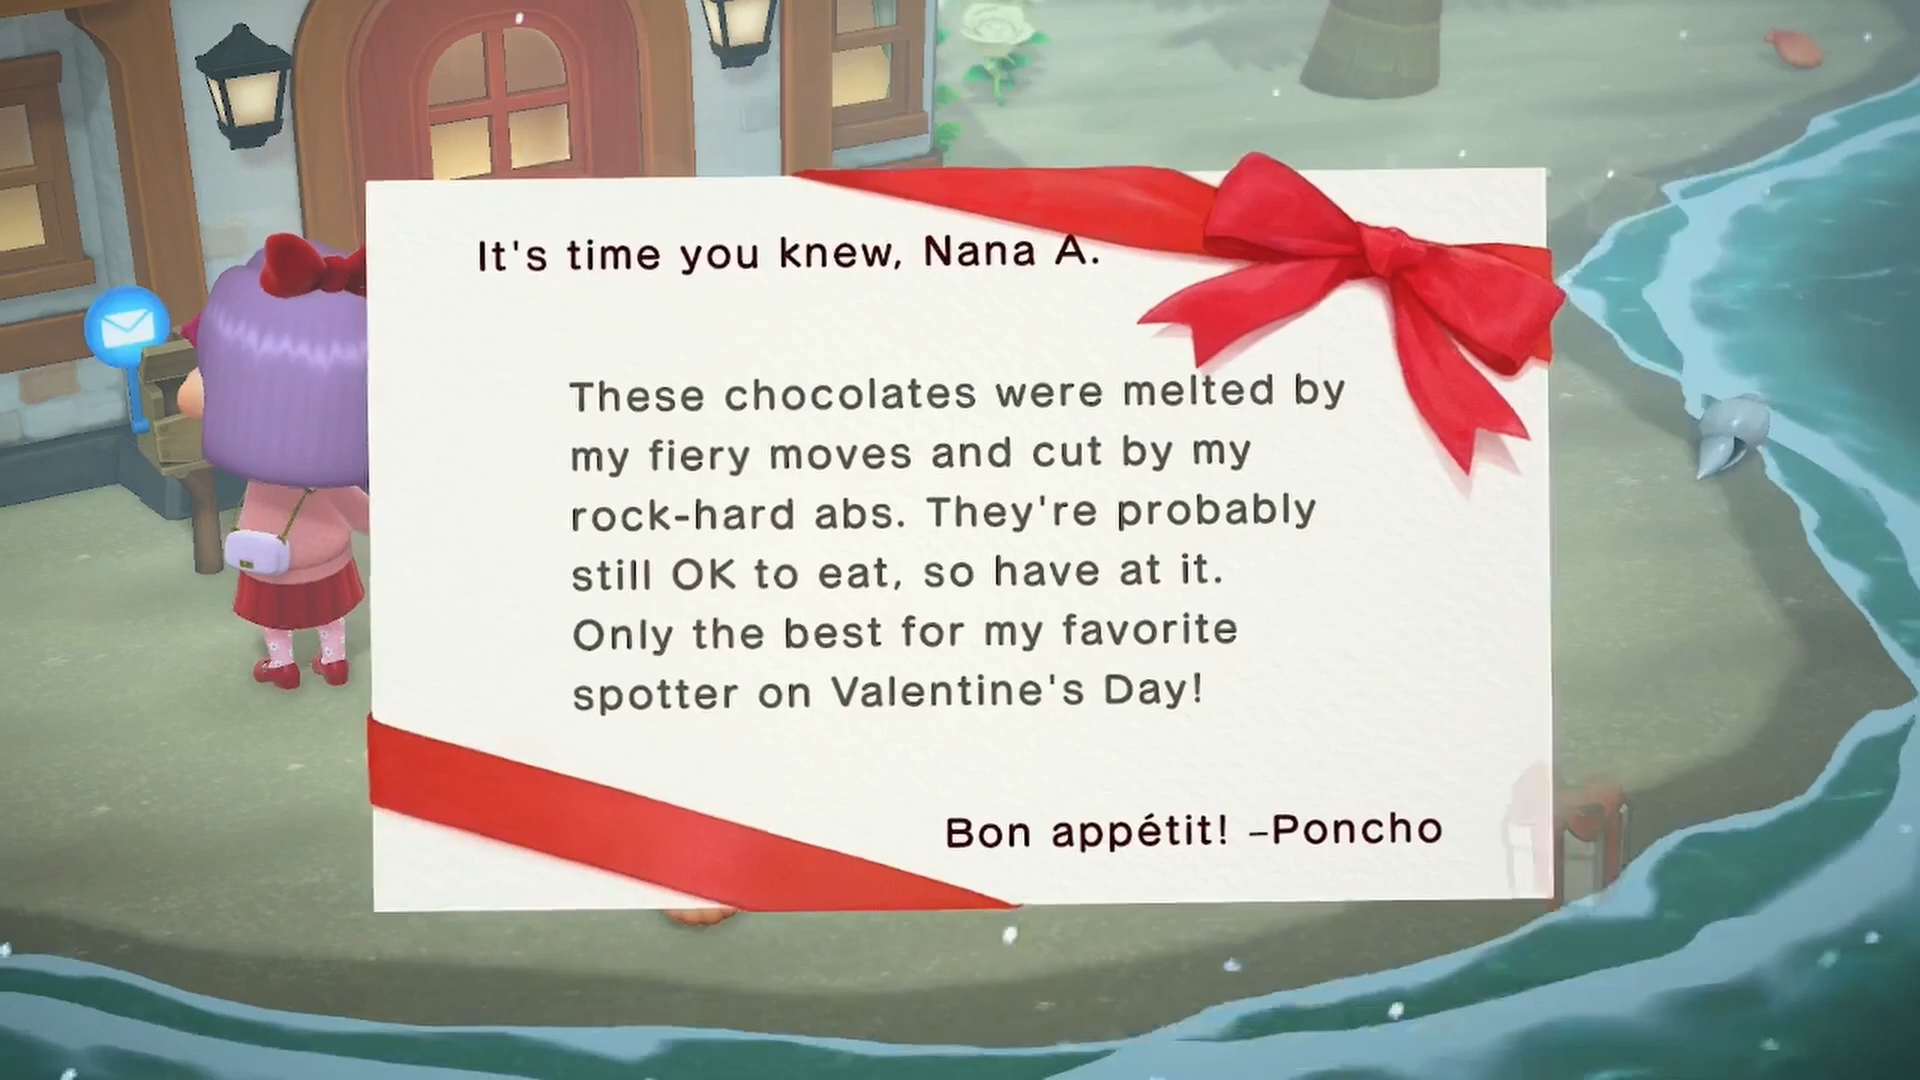 It's time you knew, Nana A.
These chocolates were melted by
my fiery moves and cut by my
rock-hard abs. They're probably
still OK to eat, so have at it.
Only the best for my favorite
spotter on Valentine's Day!
Bon appétit! –Poncho